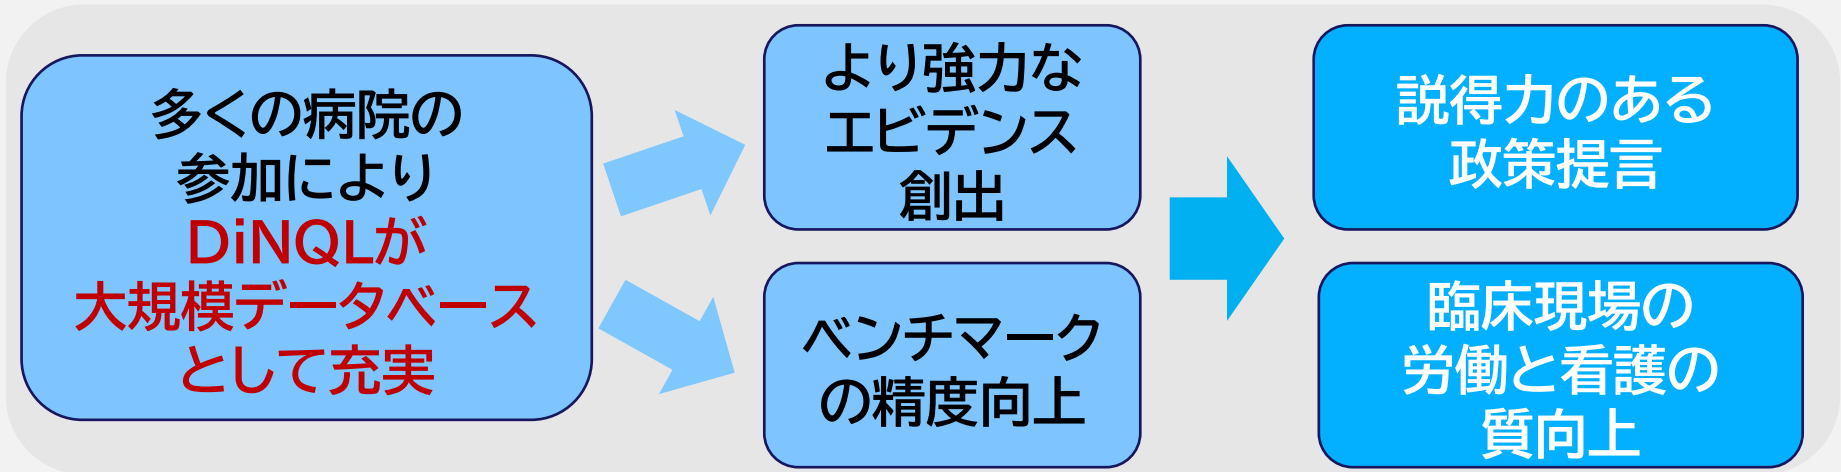 多くの病院の
参加により
DiNQLが
大規模データベース
として充実
より強力な
エビデンス
創出
ベンチマーク
の精度向上
説得力のある
政策提言
臨床現場の
労働と看護の
質向上